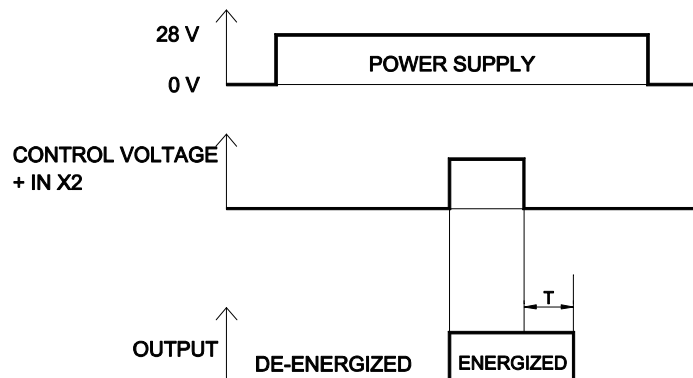 28 V
POWER SUPPLY
0 V
CONTROL VOLTAGE
+ IN X2
T
OUTPUT
DE-ENERGIZED
ENERGIZED